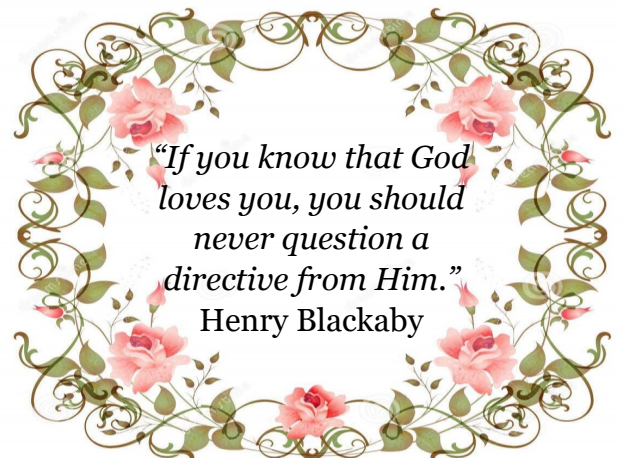 “If you know that God
loves you, you should
never question a
directive from Him.”
Henry Blackaby